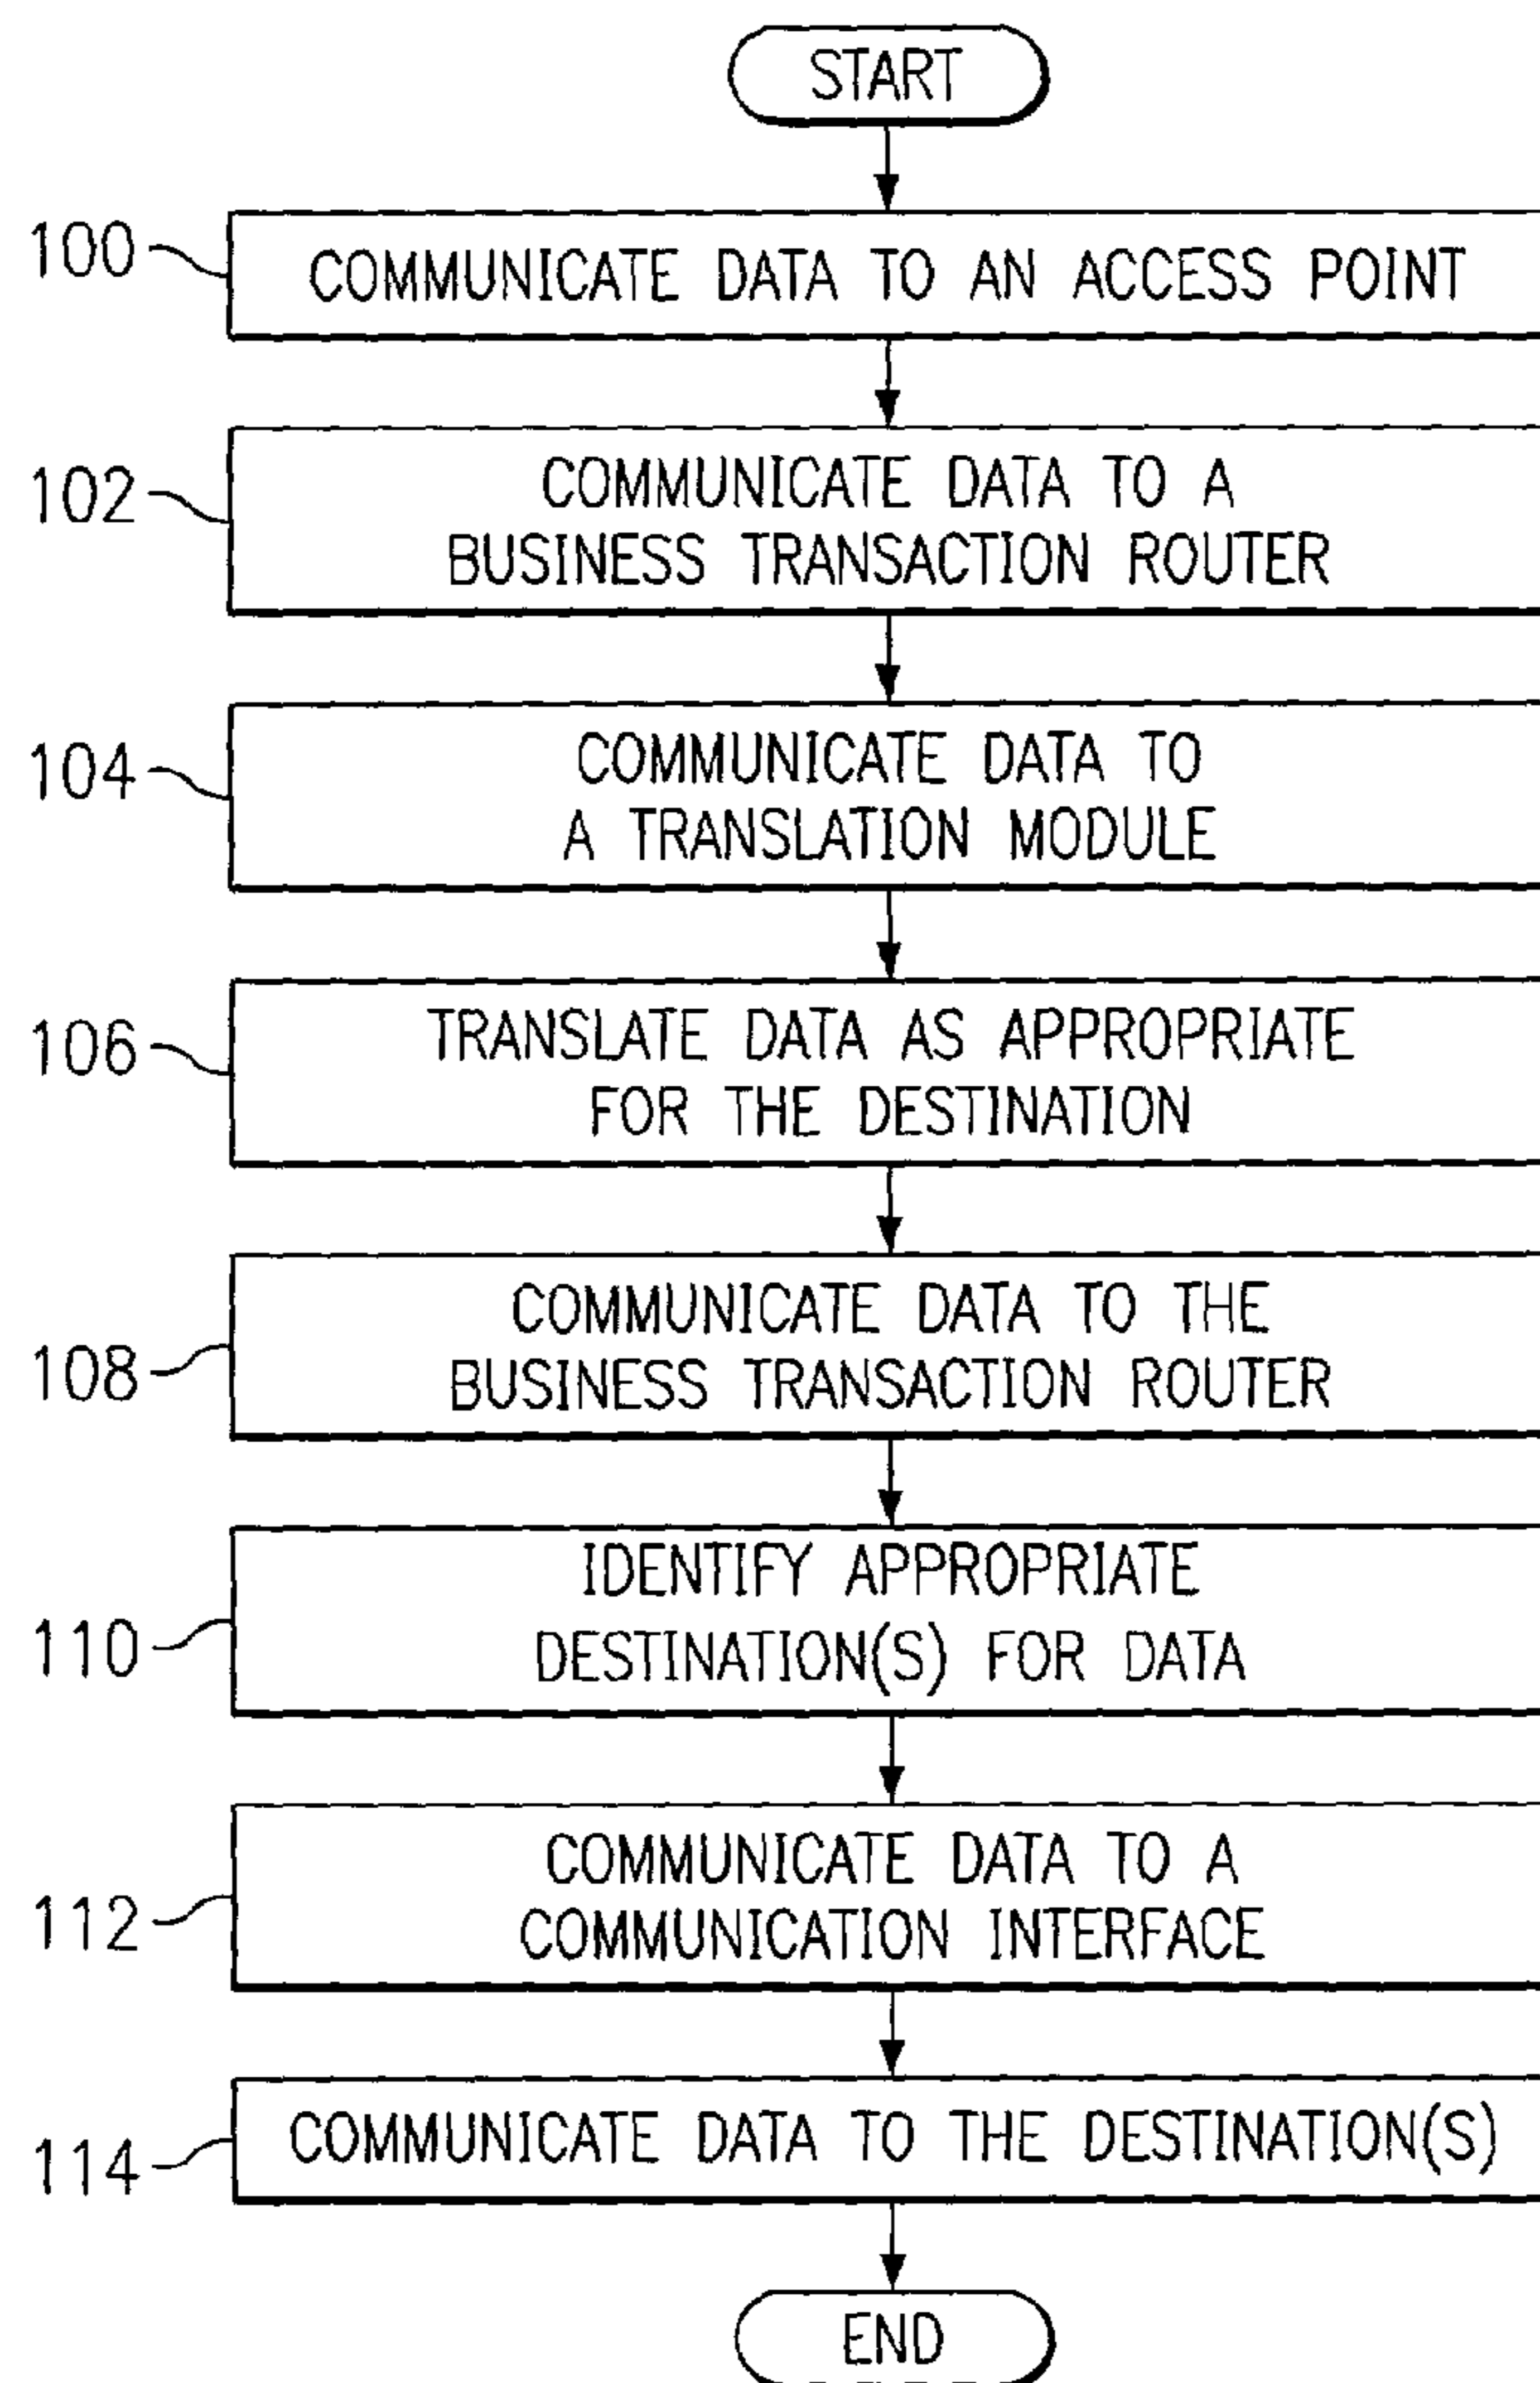 START
100
COMMUNICATE DATA TO AN ACCESS POINT
102
COMMUNICATE DATA TO A
BUSINESS TRANSACTION ROUTER
104
COMMUNICATE DATA TO
A TRANSLATION MODULE
106
TRANSLATE DATA AS APPROPRIATE
FOR THE DESTINATION
108
COMMUNICATE DATA TO THE
BUSINESS TRANSACTION ROUTER
110
IDENTIFY APPROPRIATE
DESTINATION(S) FOR DATA
112
COMMUNICATE DATA TO A
COMMUNICATION INTERFACE
114
COMMUNICATE DATA TO THE DESTINATION(S)
END